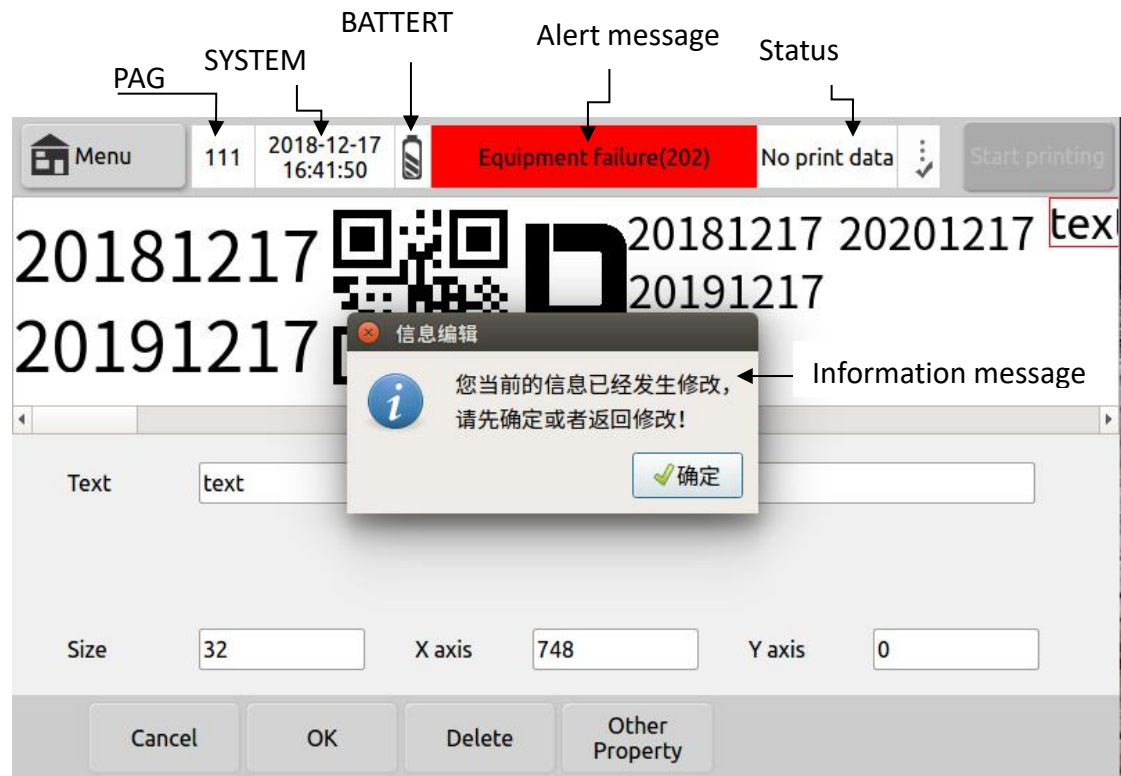 BATTERT
Alert message
Status
SYSTEM
PAG
Menu
111
2018-12-17
16:41:50
Equipment failure(202)
No print data
Start printing
20181217
20191217
20181217 20201217
20191217
text
信息编辑
您当前的信息已经发生修改，
请先确定或者返回修改！
确定
Information message
Text
text
Size
32
X axis
748
Y axis
0
Cancel
OK
Delete
Other
Property